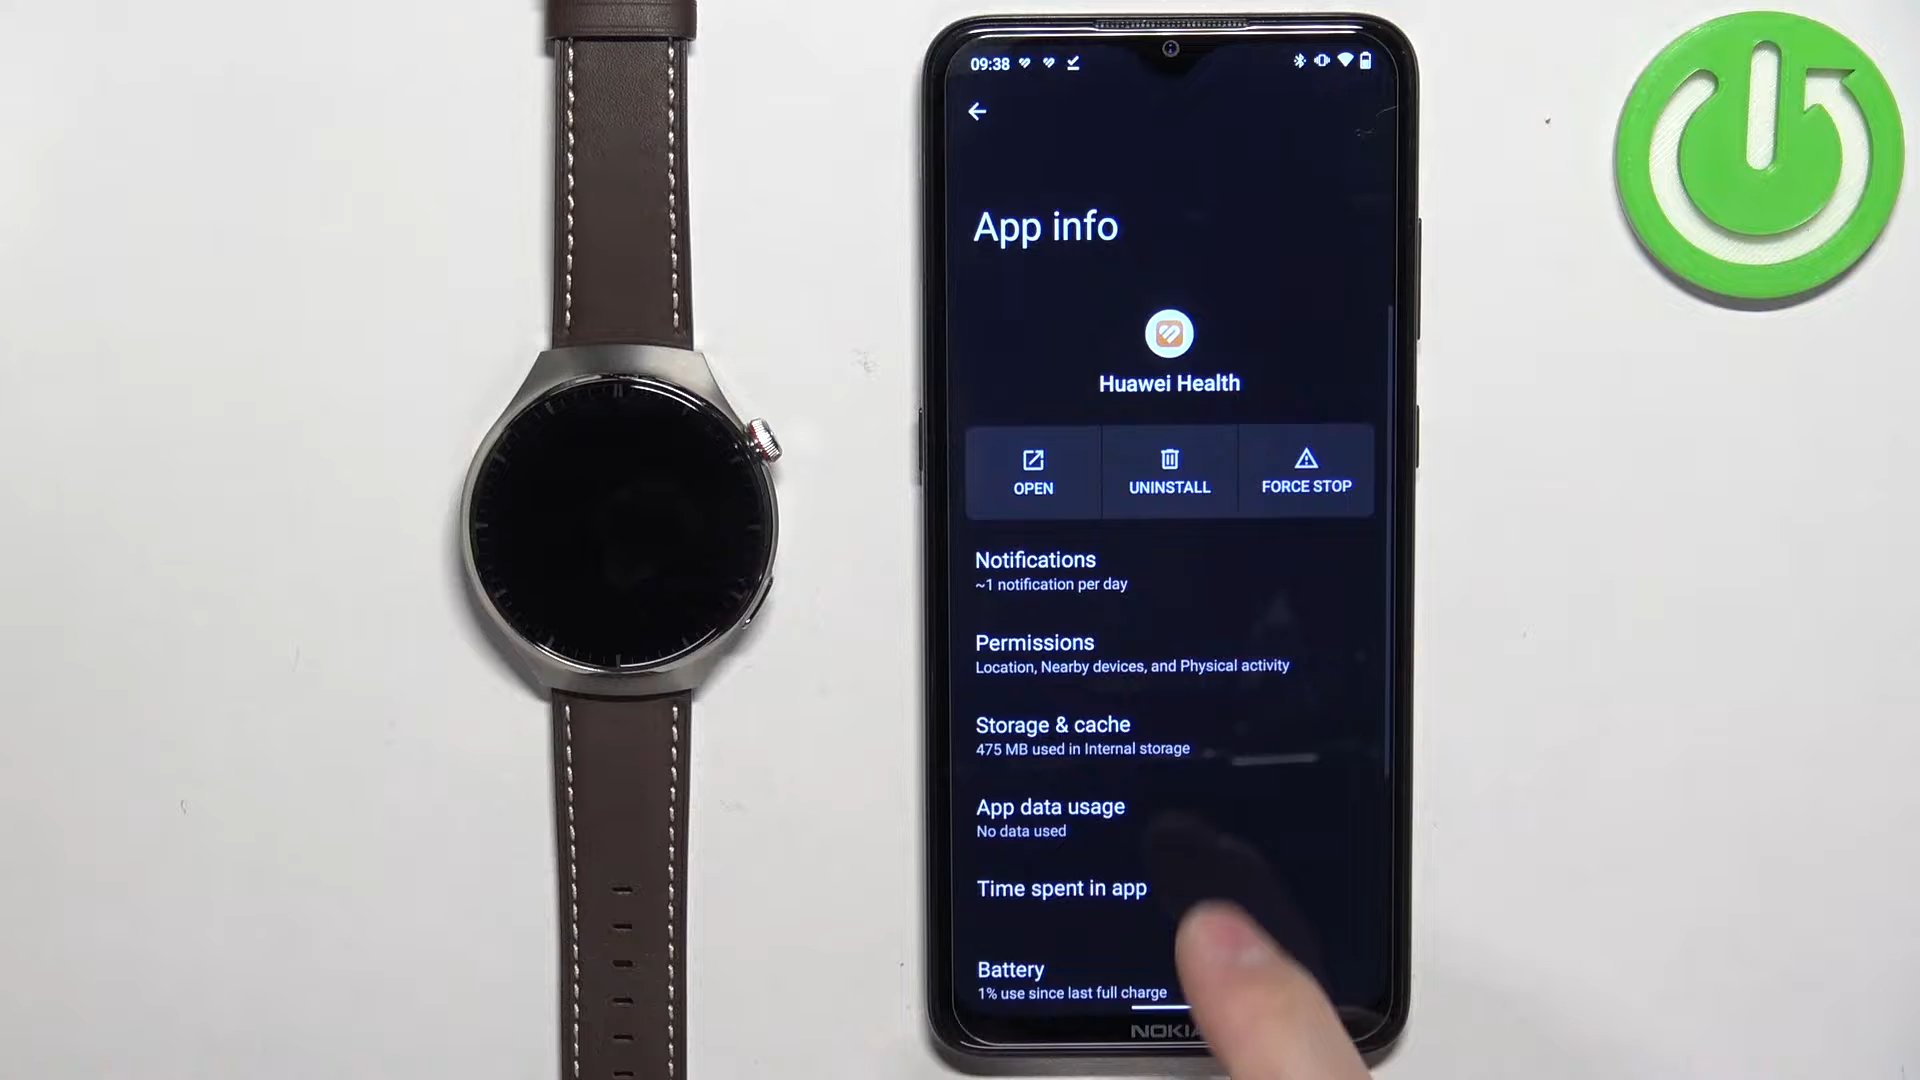 09:38
App info
Huawei Health
OPEN
UNINSTALL
FORCE STOP
Notifications
~1 notification per day
Permissions
Location, Nearby devices, and Physical activity
Storage & cache
475 MB used in Internal storage
App data usage
No data used
Time spent in app
Battery
1% use since last full charge
NOKIA